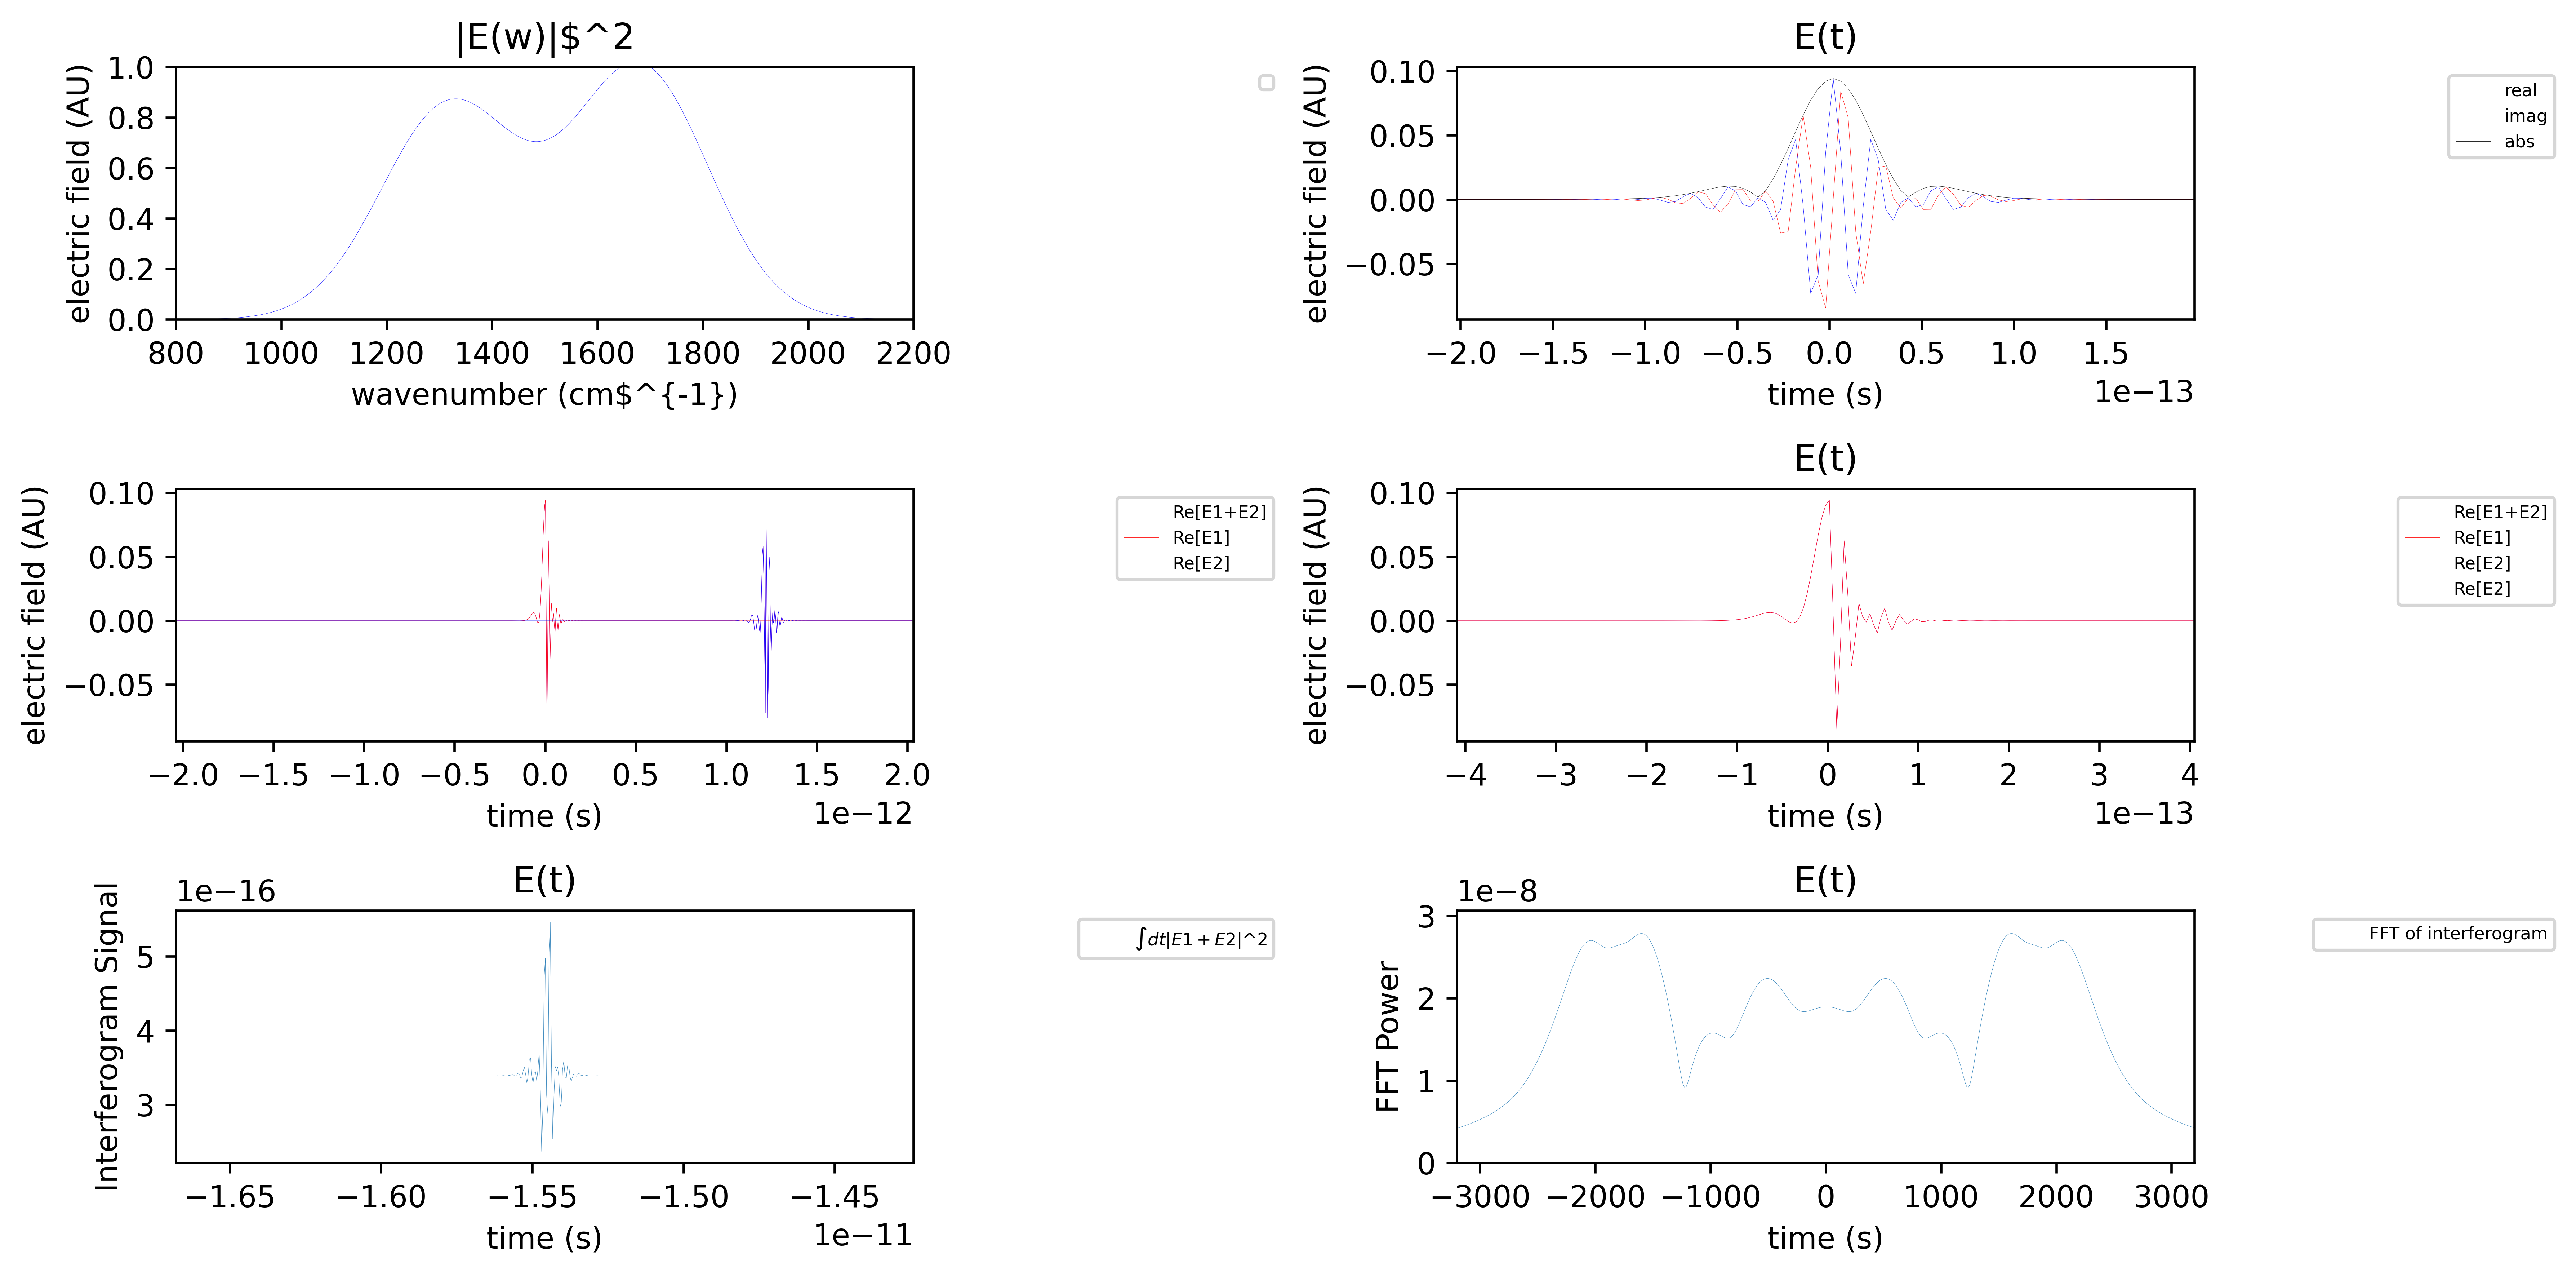 |E(w)|$^2
electric field (AU)
1.0
0.8
0.6
0.4
0.2
0.0
800 1000 1200 1400 1600 1800 2000 2200
wavenumber (cm$^{-1})
E(t)
electric field (AU)
0.10
0.05
0.00
−0.05
−2.0 −1.5 −1.0 −0.5 0.0 0.5 1.0 1.5
1e−13
time (s)
real
imag
abs
electric field (AU)
0.10
0.05
0.00
−0.05
−2.0 −1.5 −1.0 −0.5 0.0 0.5 1.0 1.5 2.0
1e−12
time (s)
Re[E1+E2]
Re[E1]
Re[E2]
E(t)
electric field (AU)
0.10
0.05
0.00
−0.05
−4 −3 −2 −1 0 1 2 3 4
1e−13
time (s)
Re[E1+E2]
Re[E1]
Re[E2]
Re[E2]
E(t)
1e−16
Interferogram Signal
5
4
3
−1.65 −1.60 −1.55 −1.50 −1.45
1e−11
time (s)
∫dt|E1 + E2|^2
E(t)
1e−8
FFT Power
3
2
1
0
−3000 −2000 −1000 0 1000 2000 3000
time (s)
FFT of interferogram